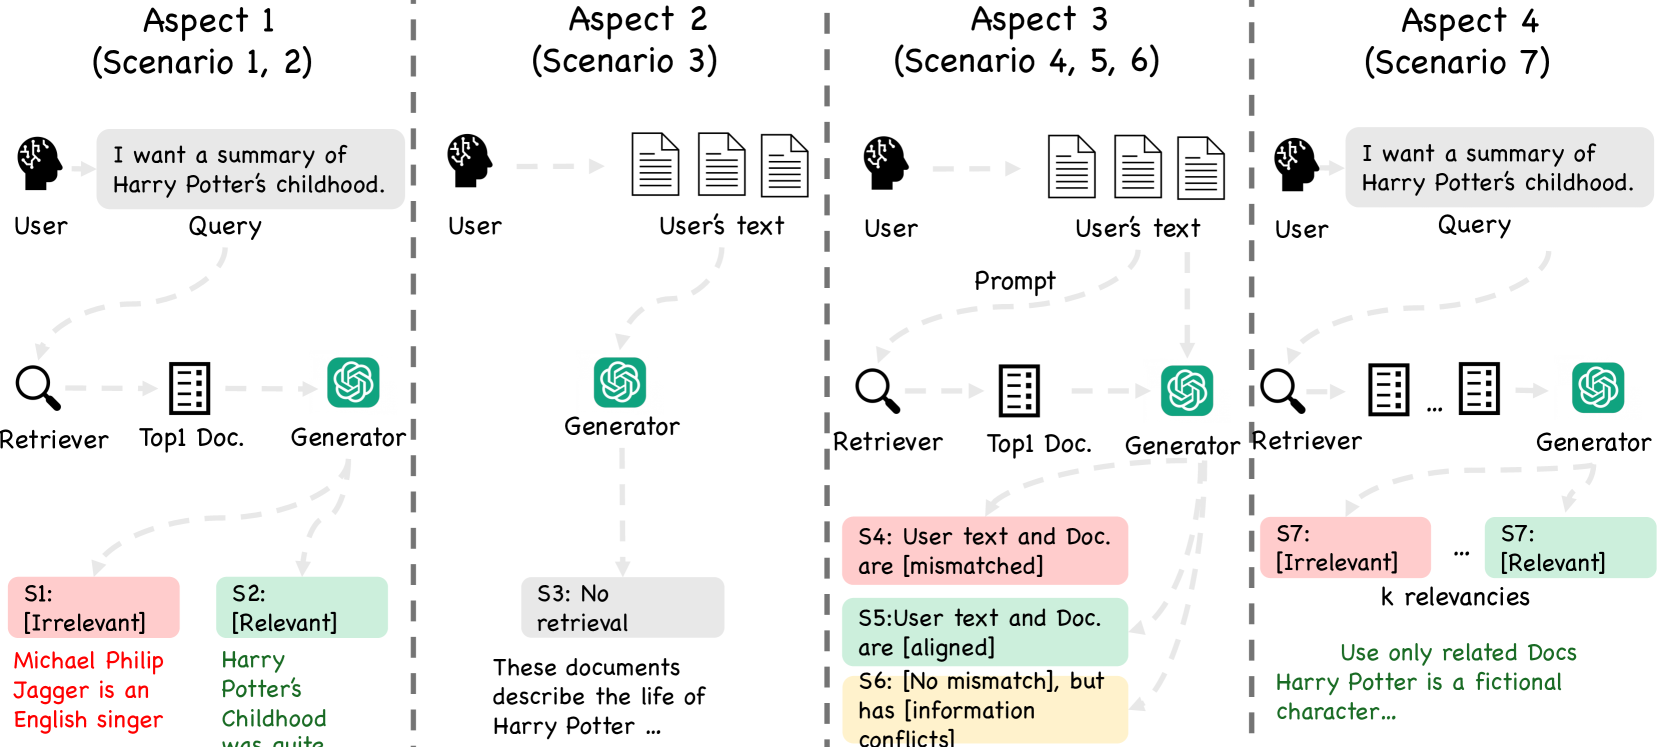 Aspect 1
(Scenario 1, 2)
I want a summary of
Harry Potter's childhood.
User
Query
Retriever
Top1 Doc.
Generator
S1:
[Irrelevant]
S2:
[Relevant]
Michael Philip
Jagger is an
English singer
Harry
Potter's
Childhood
was quite
Aspect 2
(Scenario 3)
User
User's text
Generator
S3: No
retrieval
These documents
describe the life of
Harry Potter ...
Aspect 3
(Scenario 4, 5, 6)
User
User's text
Prompt
Retriever
Top1 Doc.
Generator
S4: User text and Doc.
are [mismatched]
S5:User text and Doc.
are [aligned]
S6: [No mismatch], but
has [information
conflicts]
Aspect 4
(Scenario 7)
I want a summary of
Harry Potter's childhood.
User
Query
...
Retriever
Generator
S7:
[Irrelevant]
...
S7:
[Relevant]
k relevancies
Use only related Docs
Harry Potter is a fictional
character...